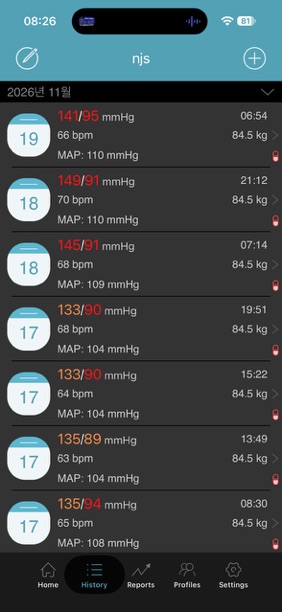 08:26
81
njs
2026년 11월
19
141/95 mmHg
06:54
66 bpm
84.5 kg
MAP: 110 mmHg
18
149/91 mmHg
21:12
70 bpm
84.5 kg
MAP: 110 mmHg
18
145/91 mmHg
07:14
68 bpm
84.5 kg
MAP: 109 mmHg
17
133/90 mmHg
19:51
68 bpm
84.5 kg
MAP: 104 mmHg
17
133/90 mmHg
15:22
64 bpm
84.5 kg
MAP: 104 mmHg
17
135/89 mmHg
13:49
63 bpm
84.5 kg
MAP: 104 mmHg
17
135/94 mmHg
08:30
65 bpm
84.5 kg
MAP: 108 mmHg
Home
History
Reports
Profiles
Settings